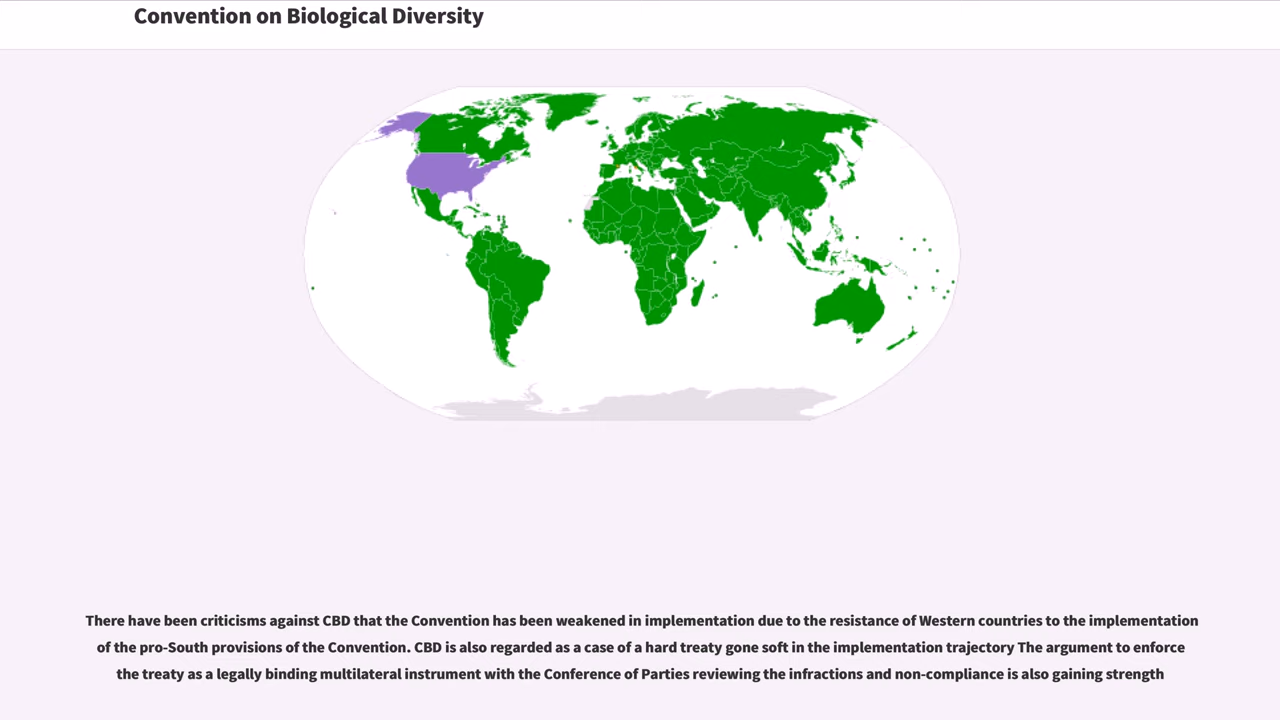 Convention on Biological Diversity
There have been criticisms against CBD that the Convention has been weakened in implementation due to the resistance of Western countries to the implementation
of the pro-South provisions of the Convention. CBD is also regarded as a case of a hard treaty gone soft in the implementation trajectory The argument to enforce
the treaty as a legally binding multilateral instrument with the Conference of Parties reviewing the infractions and non-compliance is also gaining strength